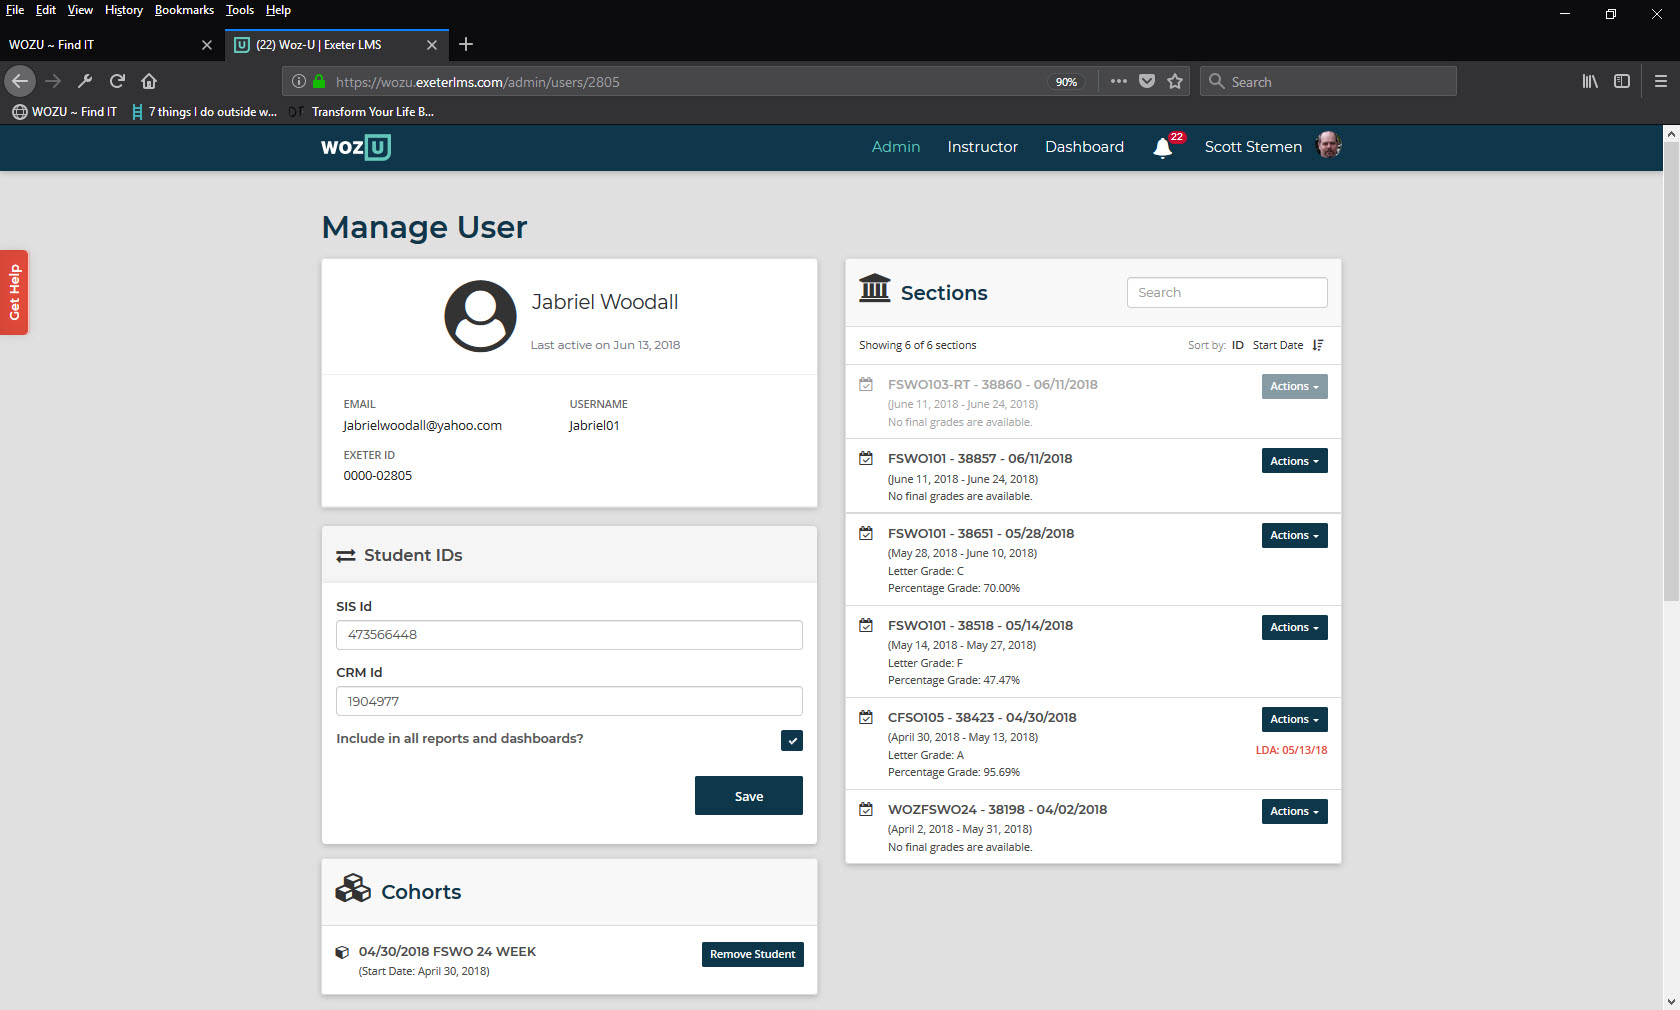 File Edit View History Bookmarks Tools Help
WOZU ~ Find IT
(22) Woz-U | Exeter LMS
https://wozu.exeterlms.com/admin/users/2805
90%
Search
WOZU ~ Find IT
7 things I do outside w...
Transform Your Life B...
WOZ U
Admin
Instructor
Dashboard
22
Scott Stemen
Get Help
Manage User
Jabriel Woodall
Last active on Jun 13, 2018
EMAIL
USERNAME
Jabrielwoodall@yahoo.com
Jabriel01
EXETER ID
0000-02805
Student IDs
SIS Id
473566448
CRM Id
1904977
Include in all reports and dashboards?
Save
Cohorts
04/30/2018 FSWO 24 WEEK
Remove Student
(Start Date: April 30, 2018)
Sections
Search
Showing 6 of 6 sections
Sort by: ID Start Date
FSWO103-RT - 38860 - 06/11/2018
Actions
(June 11, 2018 - June 24, 2018)
No final grades are available.
FSWO101 - 38857 - 06/11/2018
Actions
(June 11, 2018 - June 24, 2018)
No final grades are available.
FSWO101 - 38651 - 05/28/2018
Actions
(May 28, 2018 - June 10, 2018)
Letter Grade: C
Percentage Grade: 70.00%
FSWO101 - 38518 - 05/14/2018
Actions
(May 14, 2018 - May 27, 2018)
Letter Grade: F
Percentage Grade: 47.47%
CFSO105 - 38423 - 04/30/2018
Actions
(April 30, 2018 - May 13, 2018)
LDA: 05/13/18
Letter Grade: A
Percentage Grade: 95.69%
WOZFSWO24 - 38198 - 04/02/2018
Actions
(April 2, 2018 - May 31, 2018)
No final grades are available.